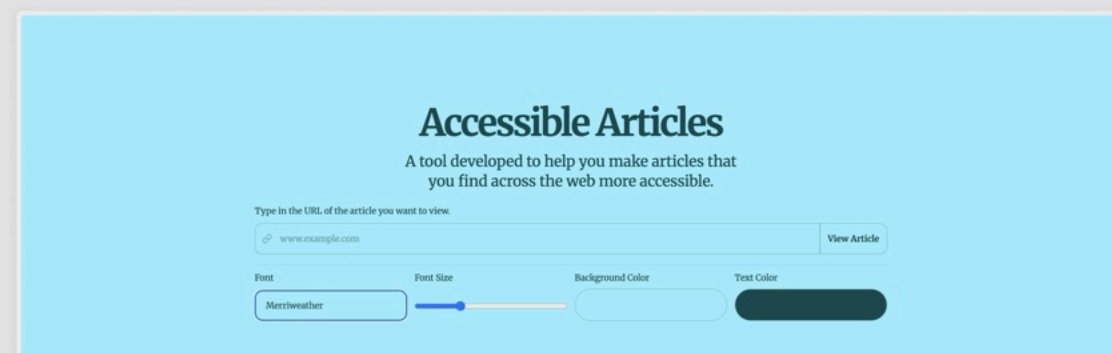 Accessible Articles
A tool developed to help you make articles that
you find across the web more accessible.
Type in the URL of the article you want to view.
www.example.com
View Article
Font
Font Size
Background Color
Text Color
Merriweather